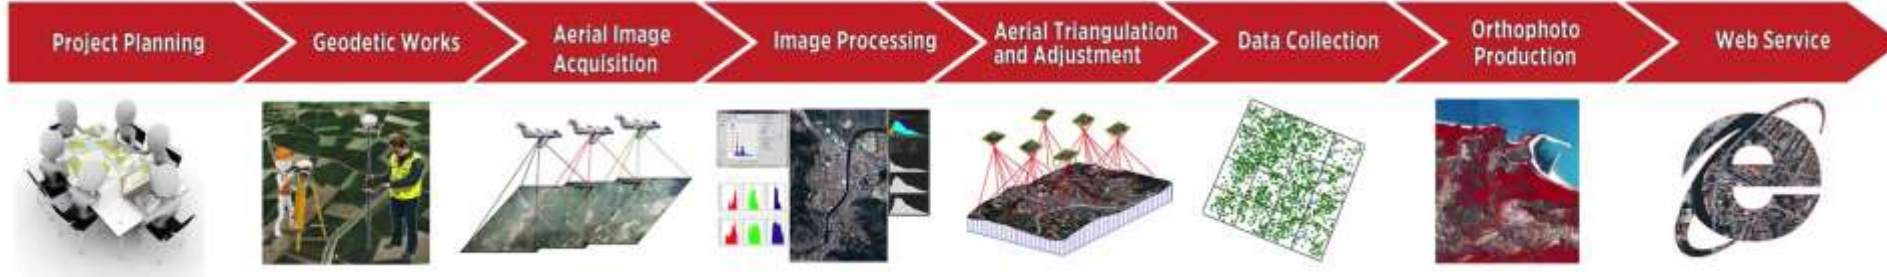 Project Planning
Geodetic Works
Aerial Image
Acquisition
Image Processing
Aerial Triangulation
and Adjustment
Data Collection
Orthophoto
Production
Web Service